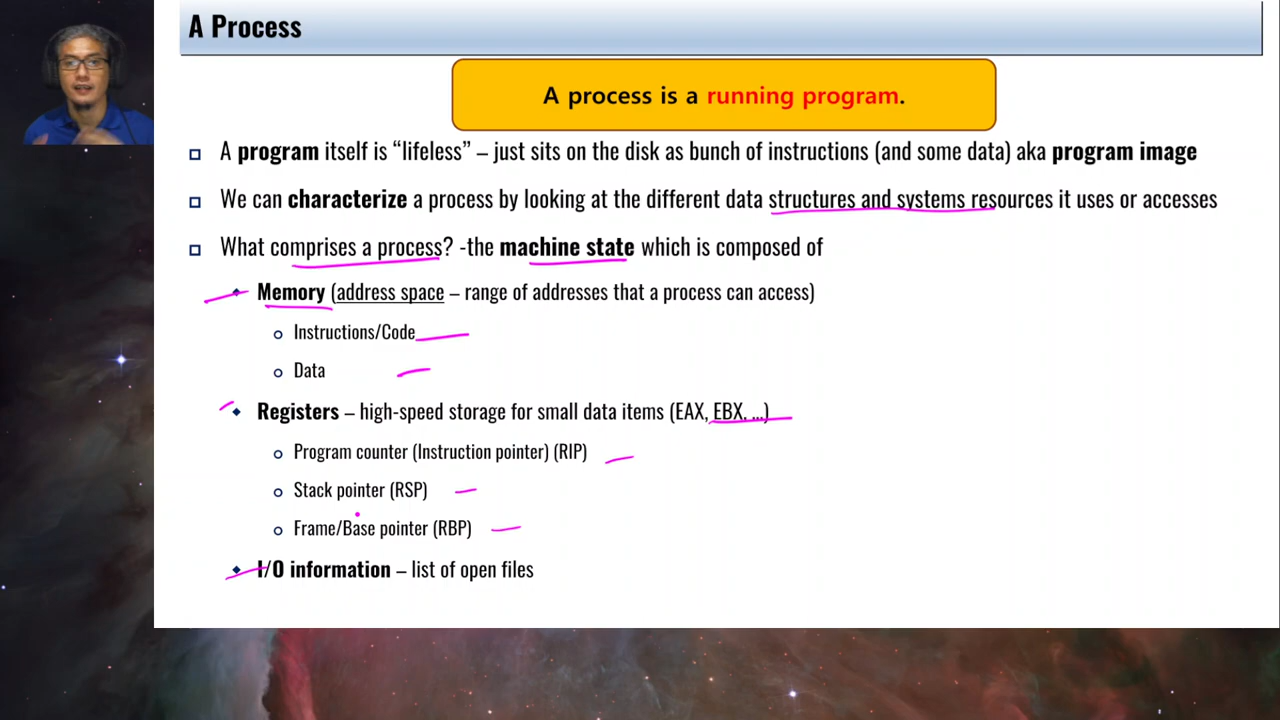 A Process
A process is a running program.
A program itself is “lifeless” – just sits on the disk as bunch of instructions (and some data) aka program image
We can characterize a process by looking at the different data structures and systems resources it uses or accesses
What comprises a process? -the machine state which is composed of
Memory (address space – range of addresses that a process can access)
Instructions/Code
Data
Registers – high-speed storage for small data items (EAX, EBX, ...)
Program counter (Instruction pointer) (RIP)
Stack pointer (RSP)
Frame/Base pointer (RBP)
I/O information – list of open files